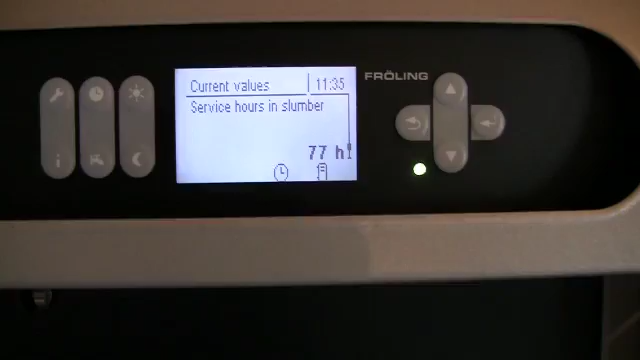 Current values 11:35
FRÖLING
Service hours in slumber
77 h
i